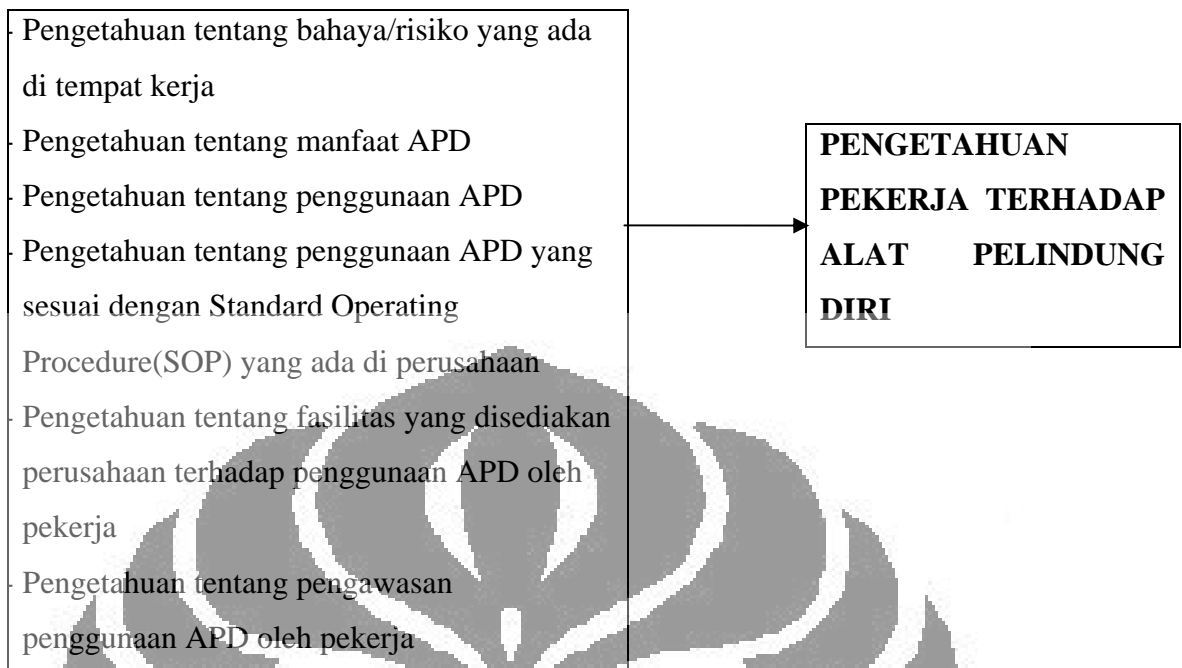 - Pengetahuan tentang bahaya/risiko yang ada
di tempat kerja
- Pengetahuan tentang manfaat APD
- Pengetahuan tentang penggunaan APD
- Pengetahuan tentang penggunaan APD yang
sesuai dengan Standard Operating
Procedure(SOP) yang ada di perusahaan
- Pengetahuan tentang fasilitas yang disediakan
perusahaan terhadap penggunaan APD oleh
pekerja
- Pengetahuan tentang pengawasan
penggunaan APD oleh pekerja
PENGETAHUAN
PEKERJA TERHADAP
ALAT PELINDUNG
DIRI